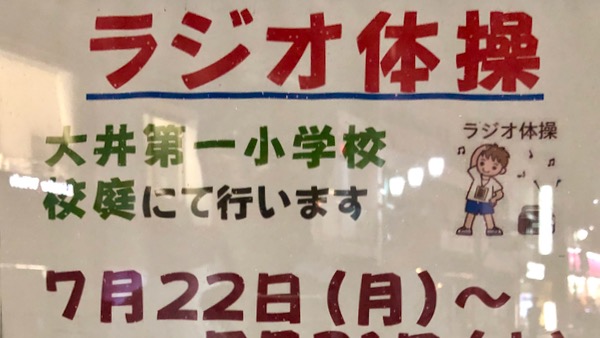 ラジオ体操
大井第一小学校
ラジオ体操
校庭にて行います
7月22日(月)～